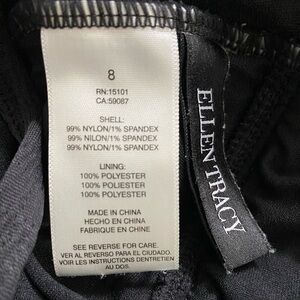 8
RN:15101
CA:59087
SHELL:
99% NYLON/1% SPANDEX
99% NILON/1% SPANDEX
99% NYLON/1% SPANDEX
LINING:
100% POLYESTER
100% POLYESTER
100% POLYESTER
MADE IN CHINA
HECHO EN CHINA
FABRIQUE EN CHINE
SEE REVERSE FOR CARE.
VER AL REVERSO PARA EL CUIDADO.
VOIR LES INSTRUCTIONS D'ENTRETIEN
AU DOS
ELLEN TRACY